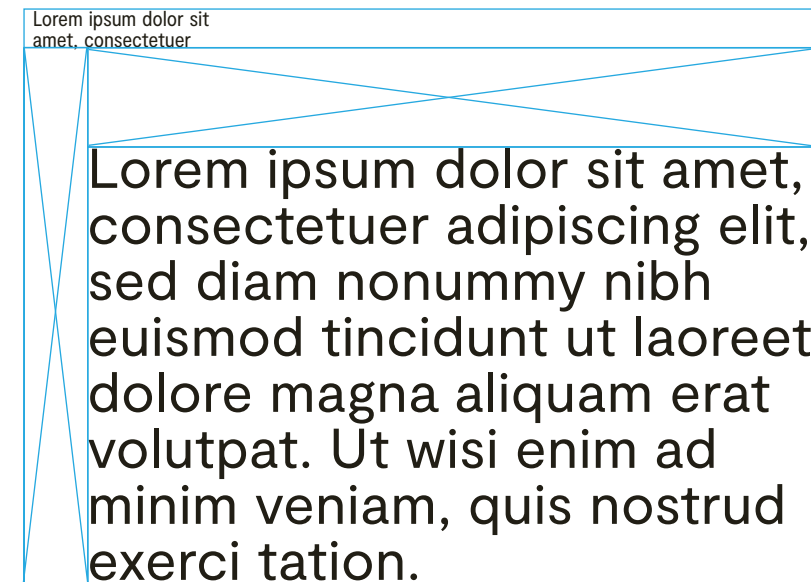 Lorem ipsum dolor sit
amet, consectetuer
Lorem ipsum dolor sit amet,
consectetuer adipiscing elit,
sed diam nonummy nibh
euismod tincidunt ut laoreet
dolore magna aliquam erat
volutpat. Ut wisi enim ad
minim veniam, quis nostrud
exerci tation.